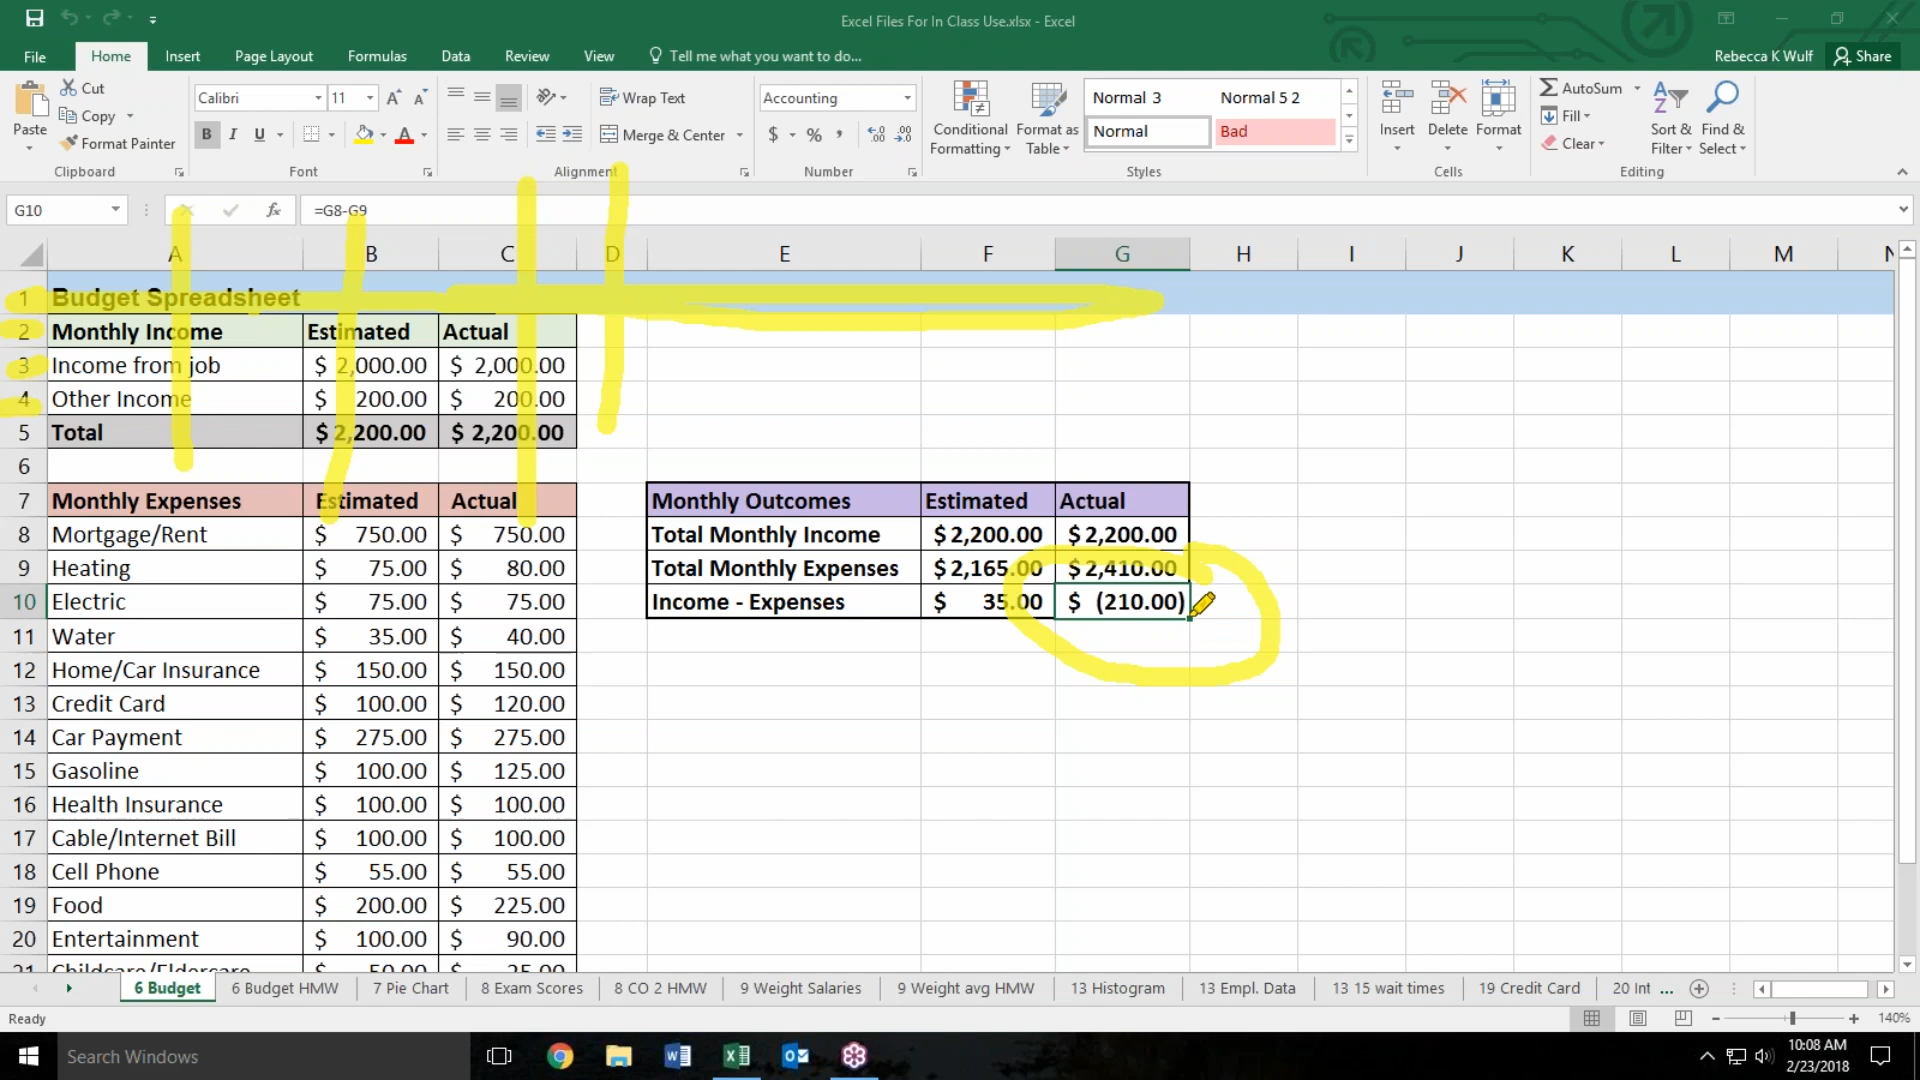 Excel Files For In Class Use.xlsx - Excel
File Home Insert Page Layout Formulas Data Review View Tell me what you want to do... Rebecca K Wulf Share
Paste Cut Copy Format Painter Clipboard
Calibri 11 A A B I U A Font
Wrap Text Merge & Center Alignment
Accounting $ % , Number
Conditional Formatting Format as Table Normal 3 Normal 5 2 Normal Bad Styles
Insert Delete Format Cells
AutoSum Fill Clear Sort & Filter Find & Select Editing
G10 fx =G8-G9
A B C D E F G H I J K L M N
1 Budget Spreadsheet
2 Monthly Income Estimated Actual
3 Income from job $ 2,000.00 $ 2,000.00
4 Other Income $ 200.00 $ 200.00
5 Total $ 2,200.00 $ 2,200.00
6
7 Monthly Expenses Estimated Actual Monthly Outcomes Estimated Actual
8 Mortgage/Rent $ 750.00 $ 750.00 Total Monthly Income $ 2,200.00 $ 2,200.00
9 Heating $ 75.00 $ 80.00 Total Monthly Expenses $ 2,165.00 $ 2,410.00
10 Electric $ 75.00 $ 75.00 Income - Expenses $ 35.00 $ (210.00)
11 Water $ 35.00 $ 40.00
12 Home/Car Insurance $ 150.00 $ 150.00
13 Credit Card $ 100.00 $ 120.00
14 Car Payment $ 275.00 $ 275.00
15 Gasoline $ 100.00 $ 125.00
16 Health Insurance $ 100.00 $ 100.00
17 Cable/Internet Bill $ 100.00 $ 100.00
18 Cell Phone $ 55.00 $ 55.00
19 Food $ 200.00 $ 225.00
20 Entertainment $ 100.00 $ 90.00
21 Childcare/Eldercare $ 50.00 $ 25.00
6 Budget 6 Budget HMW 7 Pie Chart 8 Exam Scores 8 CO 2 HMW 9 Weight Salaries 9 Weight avg HMW 13 Histogram 13 Empl. Data 13 15 wait times 19 Credit Card 20 Int ...
Ready 140%
Search Windows 10:08 AM
2/23/2018